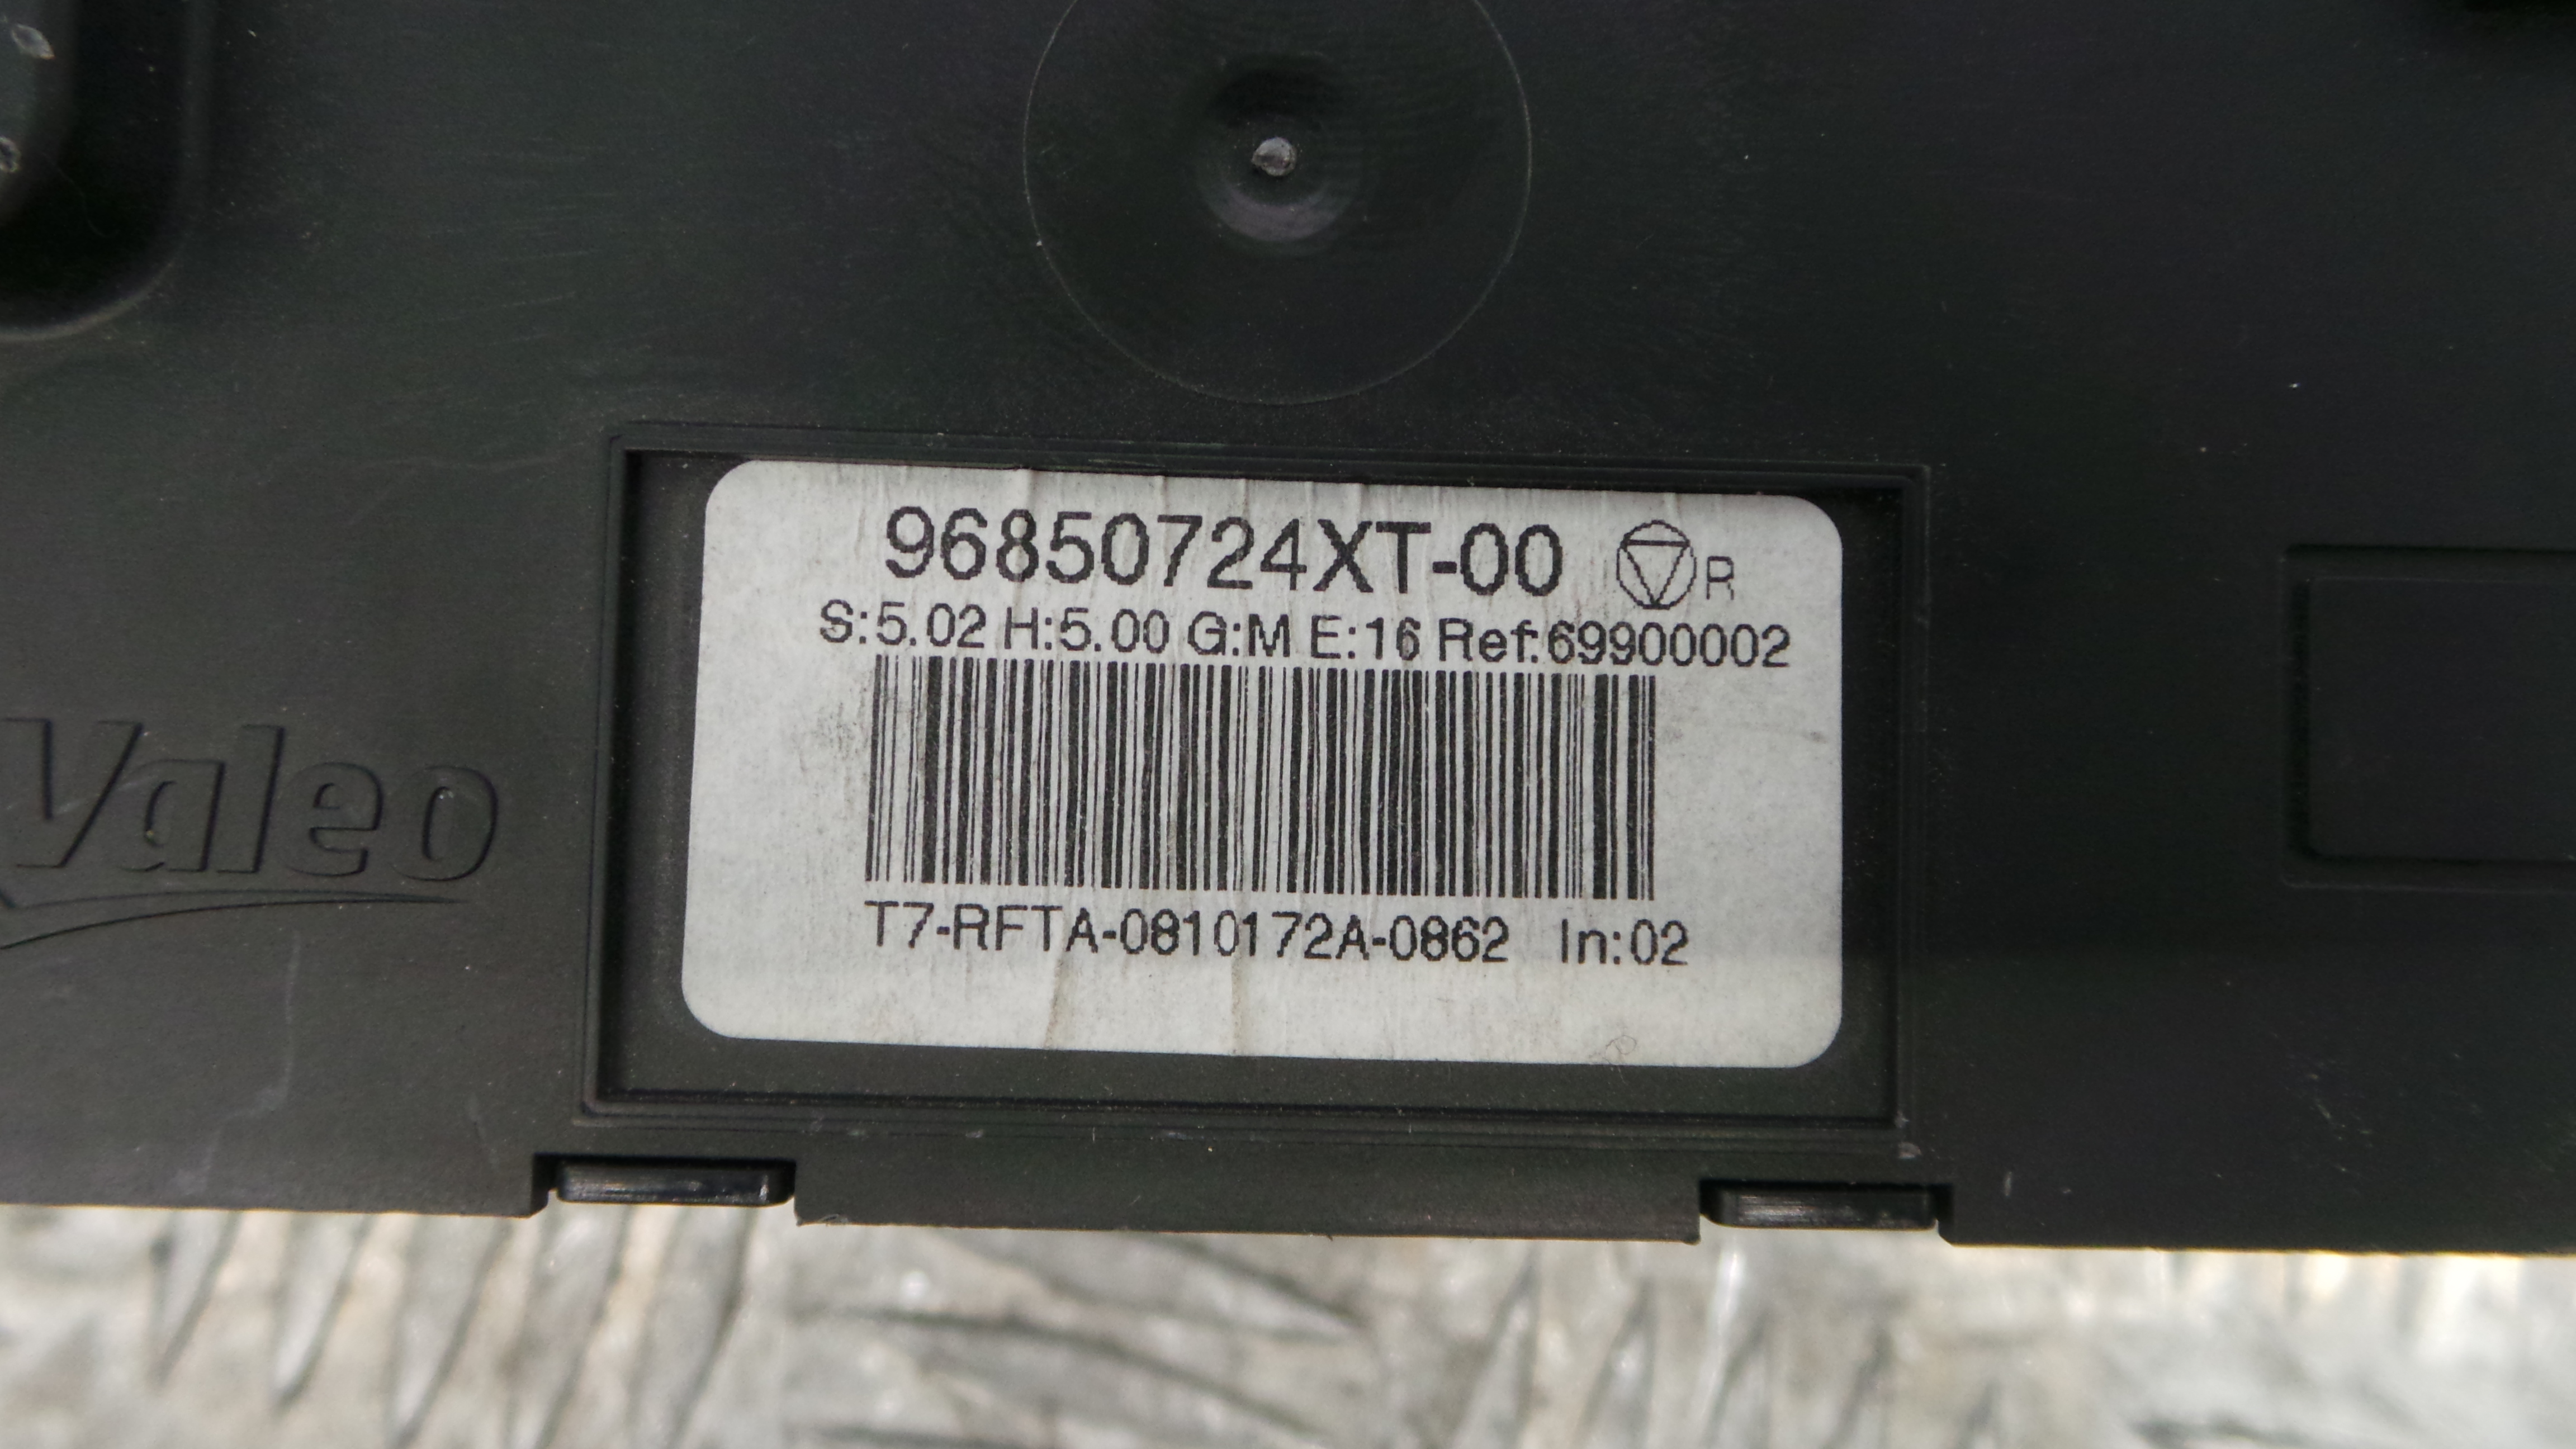 96850724XT-00 R
S:5.02 H:5.00 G:M E:16 Ref:69900002
T7-RFTA-0810172A-0862 In:02
Valeo